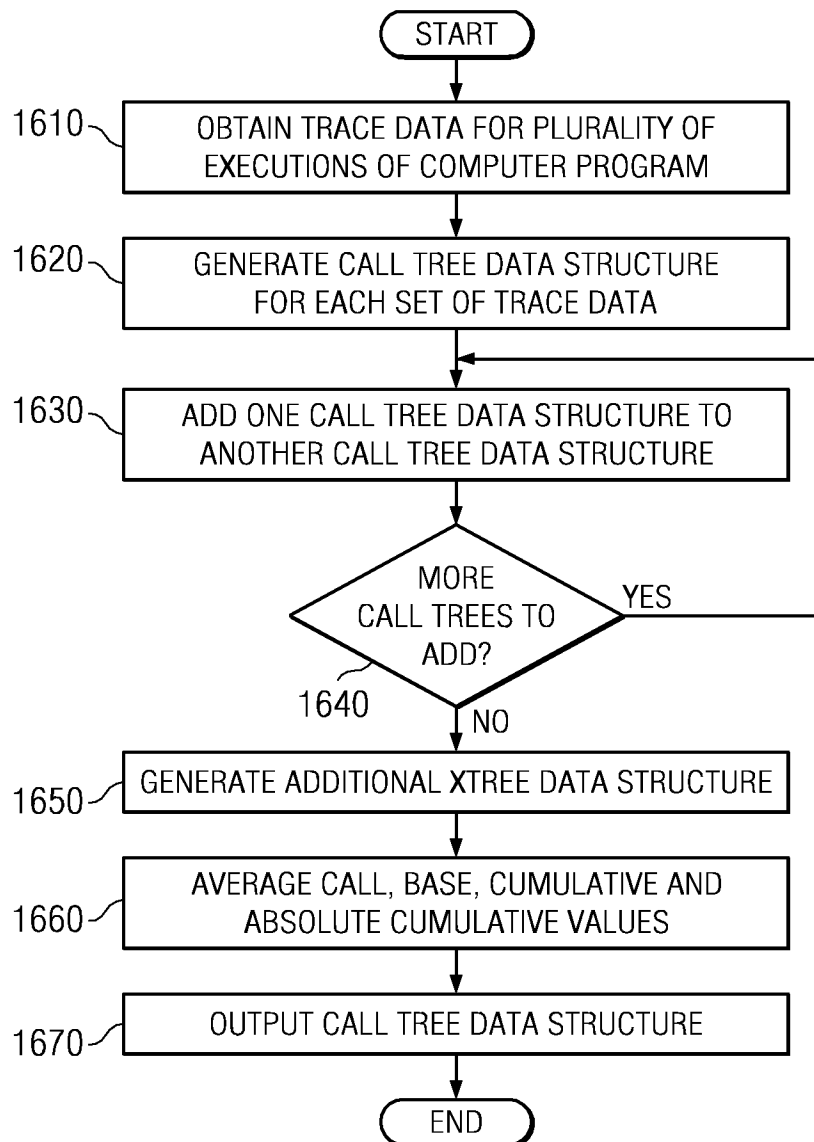 START
1610
OBTAIN TRACE DATA FOR PLURALITY OF
EXECUTIONS OF COMPUTER PROGRAM
1620
GENERATE CALL TREE DATA STRUCTURE
FOR EACH SET OF TRACE DATA
1630
ADD ONE CALL TREE DATA STRUCTURE TO
ANOTHER CALL TREE DATA STRUCTURE
MORE
CALL TREES TO
ADD?
YES
1640
NO
1650
GENERATE ADDITIONAL XTREE DATA STRUCTURE
1660
AVERAGE CALL, BASE, CUMULATIVE AND
ABSOLUTE CUMULATIVE VALUES
1670
OUTPUT CALL TREE DATA STRUCTURE
END